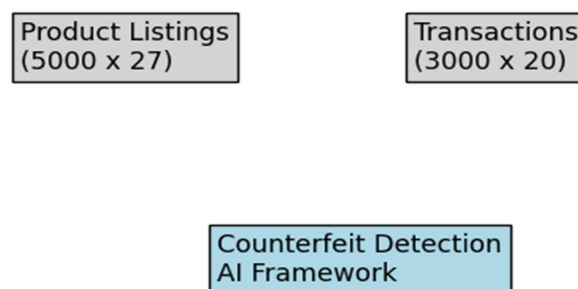 Product Listings
(5000 x 27)
Transactions
(3000 x 20)
Counterfeit Detection
AI Framework